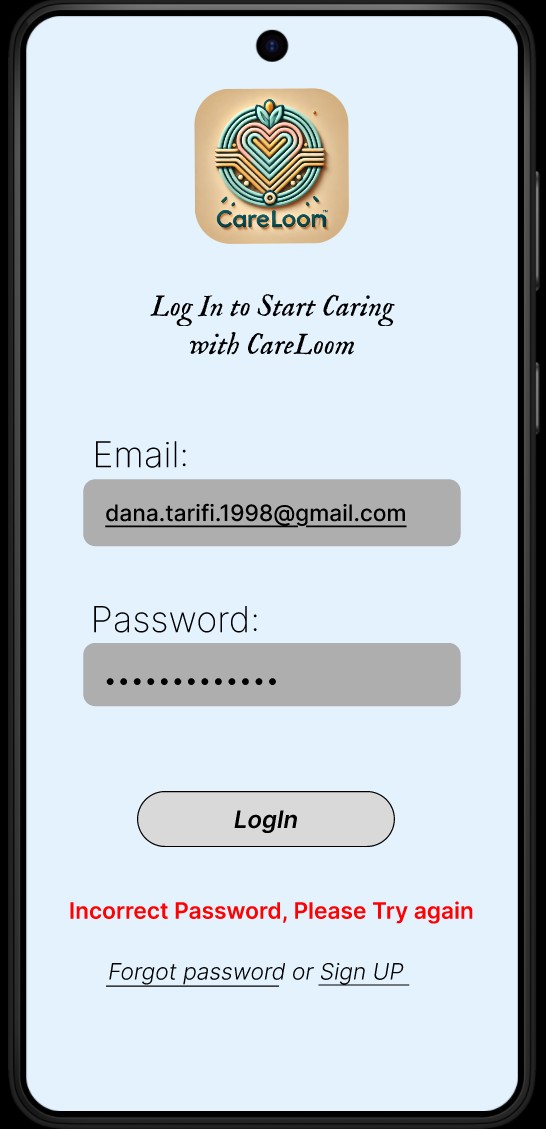 CareLoom™
Log In to Start Caring
with CareLoom
Email:
dana.tarifi.1998@gmail.com
Password:
•••••••••••••
LogIn
Incorrect Password, Please Try again
Forgot password or Sign UP